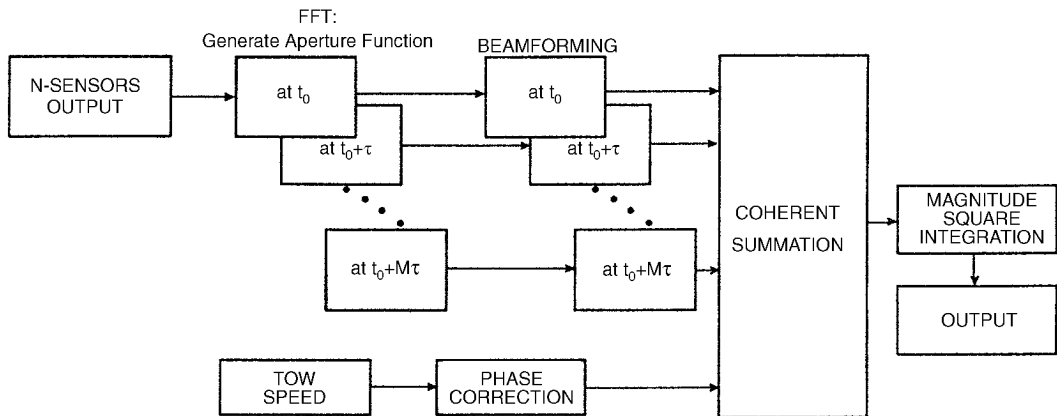 FFT:
Generate Aperture Function
BEAMFORMING
N-SENSORS
OUTPUT
at t₀
at t₀
at t₀+τ
at t₀+τ
at t₀+Mτ
at t₀+Mτ
COHERENT
SUMMATION
MAGNITUDE
SQUARE
INTEGRATION
OUTPUT
TOW
SPEED
PHASE
CORRECTION